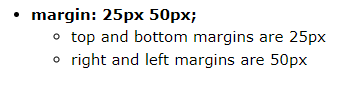 margin: 25px 50px;
top and bottom margins are 25px
right and left margins are 50px